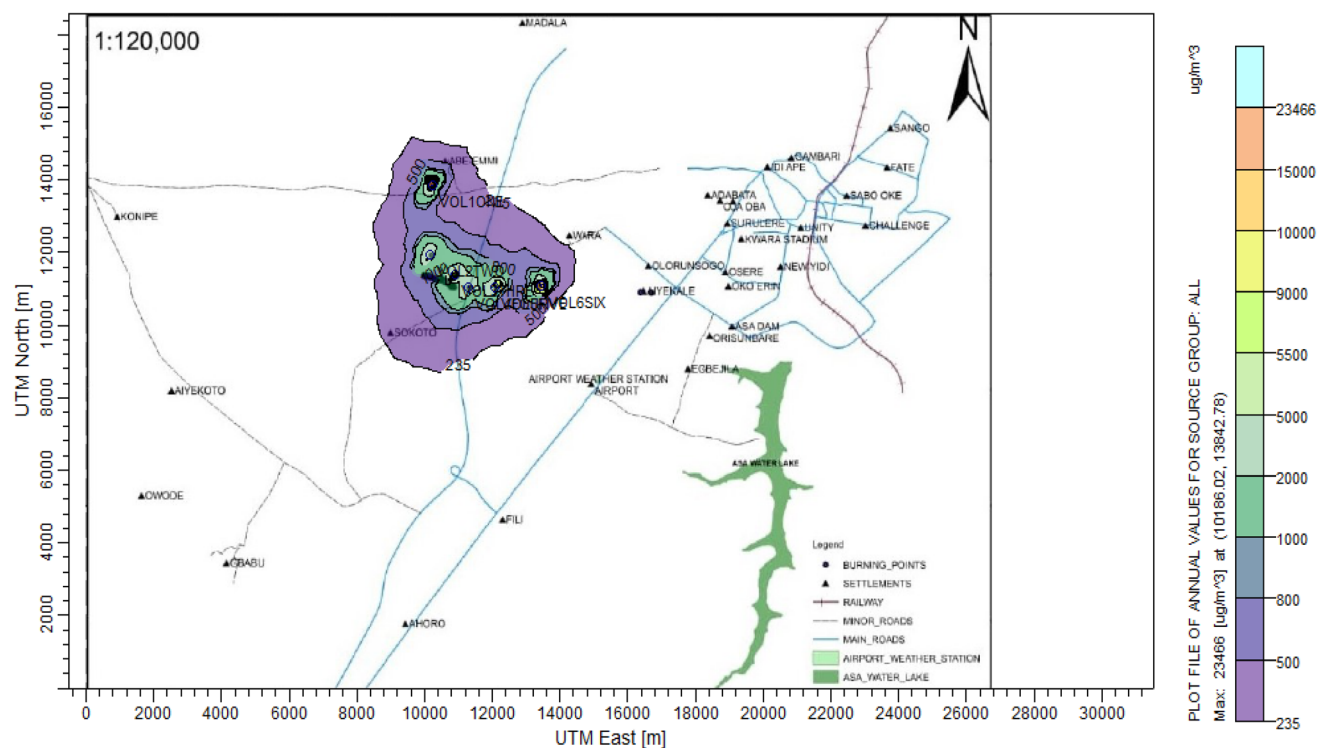 1:120,000
N
MADALA
SANGO
GAMBARI
IDI APE
FATE
ABETEMMI
ADABATA
SABO OKE
OJA OBA
KONIPE
SURULERE
UNITY
CHALLENGE
WARA
KWARA STADIUM
OLORUNSOGO
OSERE
NEW YIDI
AIYEKALE
OKO ERIN
SOKOTO
ASA DAM
ORISUNBARE
EGBEJILA
AIRPORT WEATHER STATION
AIRPORT
AIYEKOTO
ASA WATER LAKE
OWODE
FILI
GBABU
AHORO
500
500
235
Legend
BURNING_POINTS
SETTLEMENTS
RAILWAY
MINOR_ROADS
MAIN_ROADS
AIRPORT_WEATHER_STATION
ASA_WATER_LAKE
UTM North [m]
16000
14000
12000
10000
8000
6000
4000
2000
0 2000 4000 6000 8000 10000 12000 14000 16000 18000 20000 22000 24000 26000 28000 30000
UTM East [m]
PLOT FILE OF ANNUAL VALUES FOR SOURCE GROUP: ALL ug/m^3
Max: 23466 [ug/m^3] at (10186.02,13842.78)
23466
15000
10000
9000
5500
5000
2000
1000
800
500
235